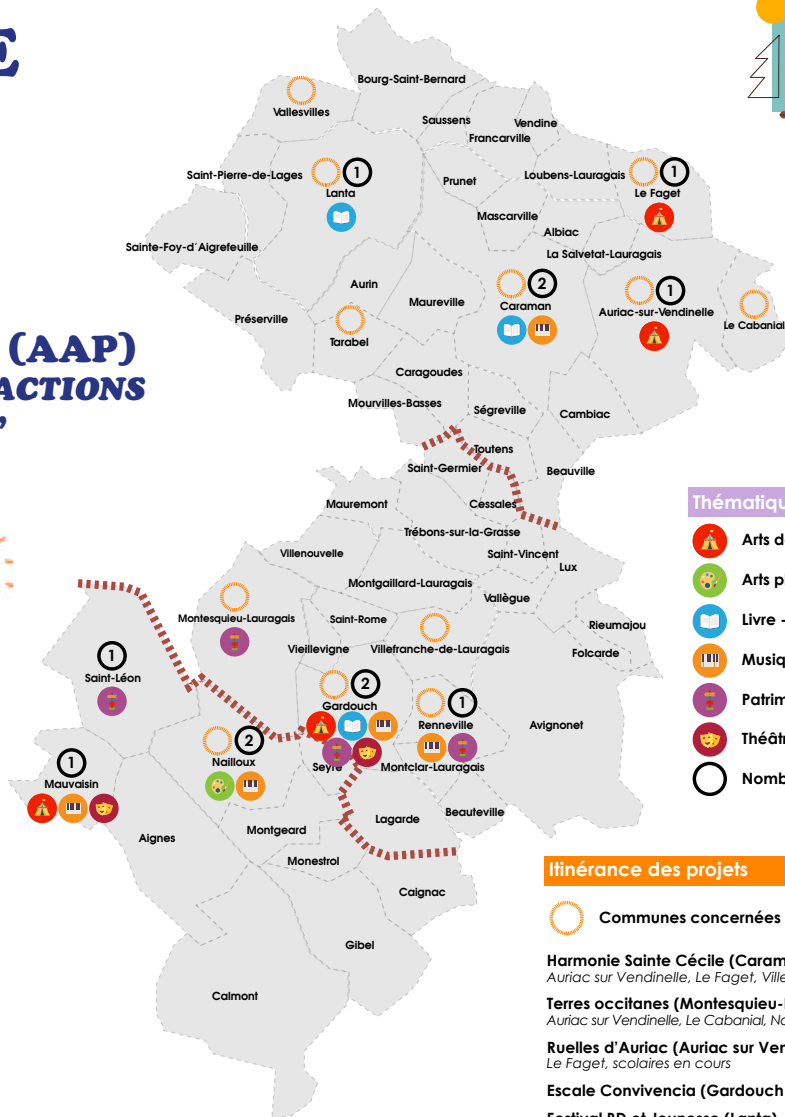 E
(AAP)
ACTIONS
Bourg-Saint-Bernard
Vallesvilles
Saussens
Vendine
Francarville
Saint-Pierre-de-Lages
1
Lanta
Prunet
Loubens-Lauragais
1
Le Faget
Mascarville
Albiac
Sainte-Foy-d'Aigrefeuille
La Salvetat-Lauragais
Aurin
Maureville
2
Caraman
1
Auriac-sur-Vendinelle
Le Cabanial
Préserville
Tarabel
Caragoudes
Mourvilles-Basses
Ségreville
Cambiac
Toutens
Saint-Germier
Beauville
Mauremont
Cessales
Trébons-sur-la-Grasse
Villenouvelle
Saint-Vincent
Lux
Montgaillard-Lauragais
Vallègue
Montesquieu-Lauragais
Saint-Rome
Rieumajou
Vieillevigne
Villefranche-de-Lauragais
Folcarde
1
Saint-Léon
2
Gardouch
1
Renneville
Avignonet
2
Nailloux
Seyre
Montclar-Lauragais
1
Mauvaisin
Aignes
Montgeard
Lagarde
Beauteville
Monestrol
Caignac
Gibel
Calmont
Thématiqu
Arts d
Arts pl
Livre -
Musiq
Patrim
Théât
Nomb
Itinérance des projets
Communes concernées
Harmonie Sainte Cécile (Caram
Auriac sur Vendinelle, Le Faget, Ville
Terres occitanes (Montesquieu-
Auriac sur Vendinelle, Le Cabanial, Na
Ruelles d'Auriac (Auriac sur Ven
Le Faget, scolaires en cours
Escale Convivencia (Gardouch
Festival BD et Jeunesse (Lanta)